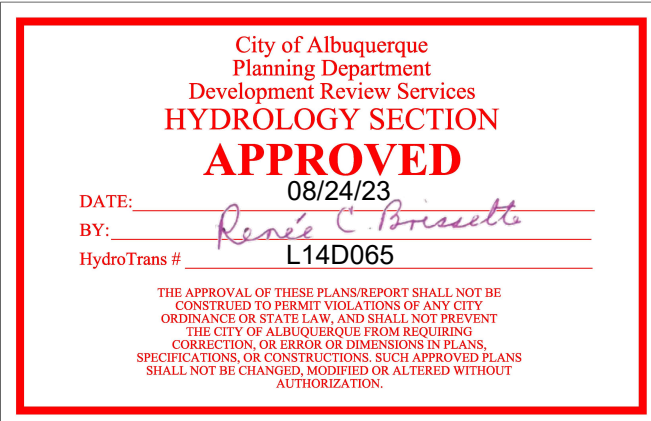 City of Albuquerque
Planning Department
Development Review Services
HYDROLOGY SECTION
APPROVED
DATE: 08/24/23
BY: Renée C. Brissette
HydroTrans # L14D065
THE APPROVAL OF THESE PLANS/REPORT SHALL NOT BE
CONSTRUED TO PERMIT VIOLATIONS OF ANY CITY
ORDINANCE OR STATE LAW, AND SHALL NOT PREVENT
THE CITY OF ALBUQUERQUE FROM REQUIRING
CORRECTION, OR ERROR OR DIMENSIONS IN PLANS,
SPECIFICATIONS, OR CONSTRUCTIONS. SUCH APPROVED PLANS
SHALL NOT BE CHANGED, MODIFIED OR ALTERED WITHOUT
AUTHORIZATION.